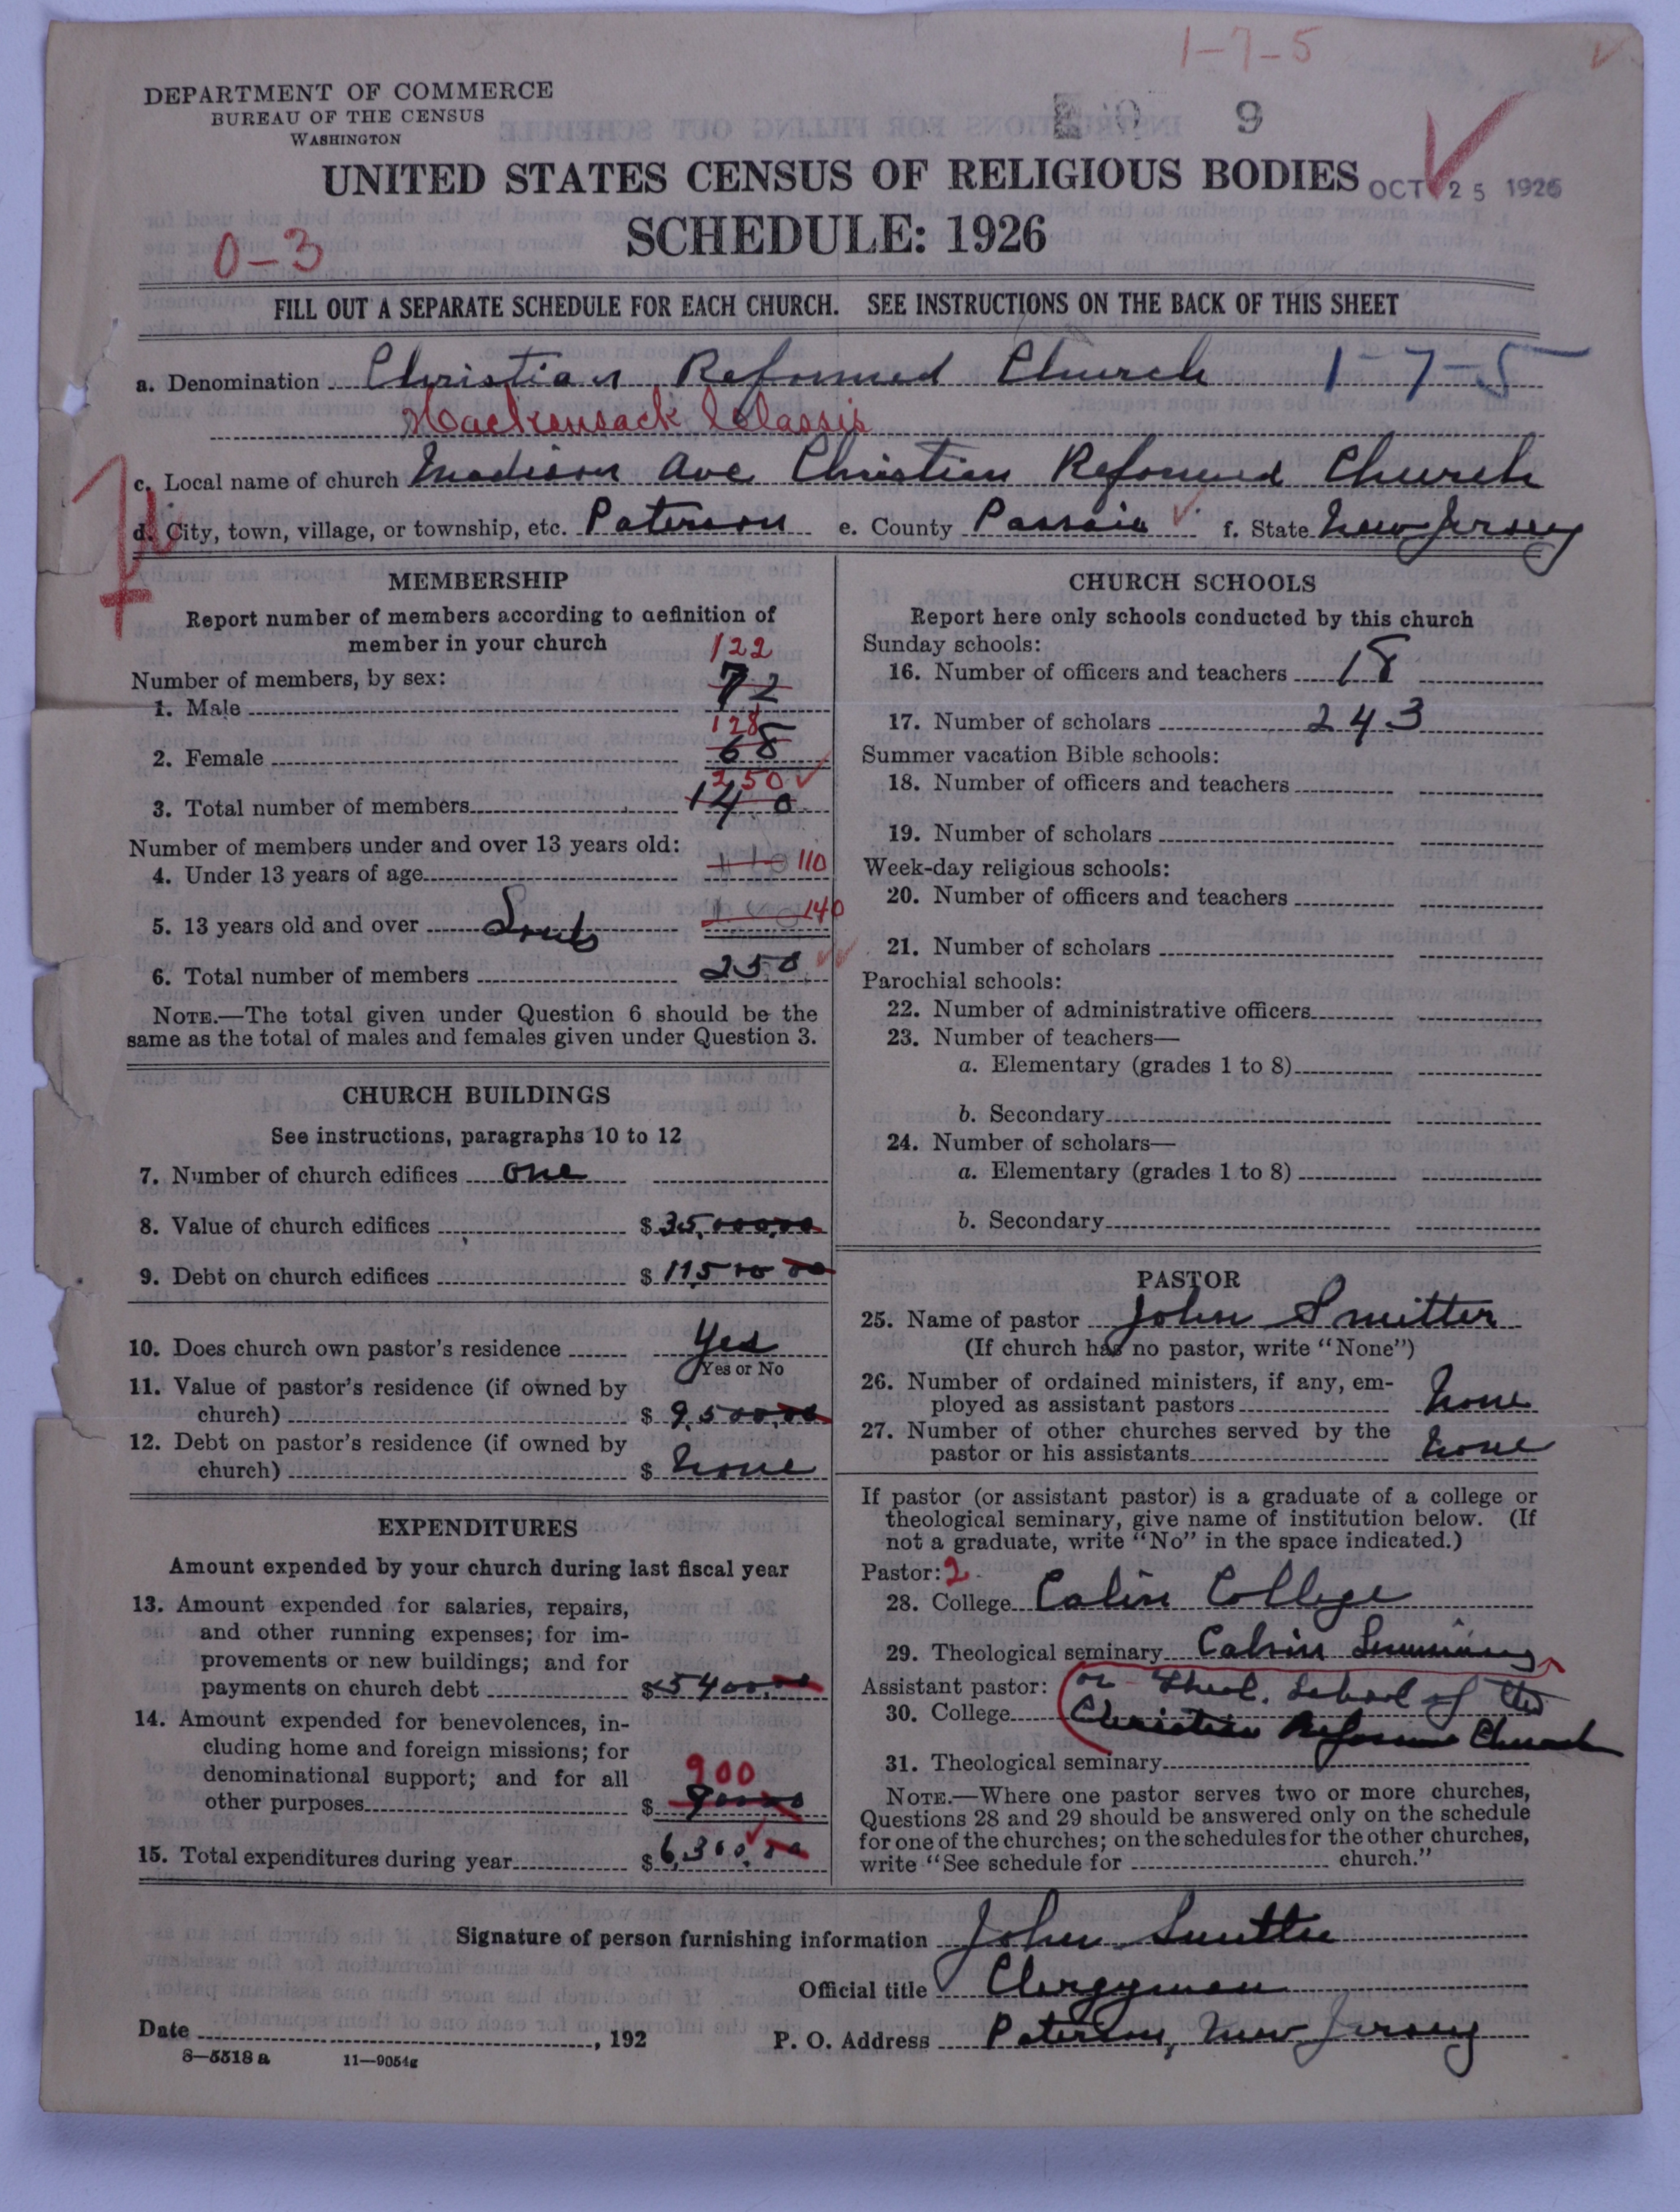 1-7-5
DEPARTMENT OF COMMERCE
BUREAU OF THE CENSUS
WASHINGTON
9
UNITED STATES CENSUS OF RELIGIOUS BODIES
OCT 25 1926
SCHEDULE: 1926
0-3
FILL OUT A SEPARATE SCHEDULE FOR EACH CHURCH. SEE INSTRUCTIONS ON THE BACK OF THIS SHEET
a. Denomination Christian Reformed Church 1-7-5
Hackensack Classis
c. Local name of church Madison Ave Christian Reformed Church
d. City, town, village, or township, etc. Paterson e. County Passaic f. State New Jersey
MEMBERSHIP
Report number of members according to definition of
member in your church
122
Number of members, by sex:
1. Male 72
128
2. Female 68
250
3. Total number of members 140
Number of members under and over 13 years old:
4. Under 13 years of age 110 110
5. 13 years old and over 140 140
6. Total number of members 250
NOTE.—The total given under Question 6 should be the
same as the total of males and females given under Question 3.
CHURCH BUILDINGS
See instructions, paragraphs 10 to 12
7. Number of church edifices one
8. Value of church edifices $35,000.00
9. Debt on church edifices $11500 00
10. Does church own pastor's residence Yes
Yes or No
11. Value of pastor's residence (if owned by
church) $9,500.00
12. Debt on pastor's residence (if owned by
church) $none
EXPENDITURES
Amount expended by your church during last fiscal year
13. Amount expended for salaries, repairs,
and other running expenses; for im-
provements or new buildings; and for
payments on church debt $5400.00
14. Amount expended for benevolences, in-
cluding home and foreign missions; for
denominational support; and for all
900
other purposes $900.00
15. Total expenditures during year $6,300.00
CHURCH SCHOOLS
Report here only schools conducted by this church
Sunday schools:
16. Number of officers and teachers 18
17. Number of scholars 243
Summer vacation Bible schools:
18. Number of officers and teachers
19. Number of scholars
Week-day religious schools:
20. Number of officers and teachers
21. Number of scholars
Parochial schools:
22. Number of administrative officers
23. Number of teachers—
a. Elementary (grades 1 to 8)
b. Secondary
24. Number of scholars—
a. Elementary (grades 1 to 8)
b. Secondary
PASTOR
25. Name of pastor John Smitter
(If church has no pastor, write "None")
26. Number of ordained ministers, if any, em-
ployed as assistant pastors None
27. Number of other churches served by the
pastor or his assistants None
If pastor (or assistant pastor) is a graduate of a college or
theological seminary, give name of institution below. (If
not a graduate, write "No" in the space indicated.)
Pastor: 2
28. College Calvin College
29. Theological seminary Calvin Seminary
Assistant pastor: or Theol. School of the
30. College Christian Reformed Church
31. Theological seminary
NOTE.—Where one pastor serves two or more churches,
Questions 28 and 29 should be answered only on the schedule
for one of the churches; on the schedules for the other churches,
write "See schedule for church."
Signature of person furnishing information John Smitter
Official title Clergyman
Date , 192 P. O. Address Paterson, New Jersey
8—5518 a 11—9054g